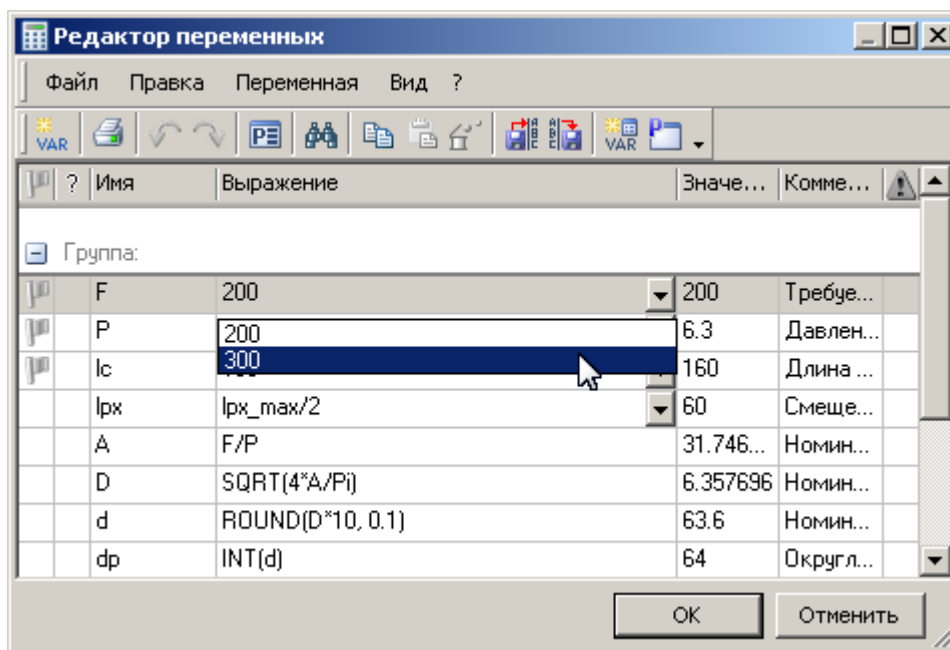 Редактор переменных
Файл Правка Переменная Вид ?
VAR PE VAR P
? Имя Выражение Значе... Комме...
Группа:
F 200 200 Требуе...
P 200 6.3 Давлен...
lc 300 160 Длина ...
lpx lpx_max/2 60 Смеще...
A F/P 31.746... Номин...
D SQRT(4*A/Pi) 6.357696 Номин...
d ROUND(D*10, 0.1) 63.6 Номин...
dp INT(d) 64 Округл...
OK Отменить